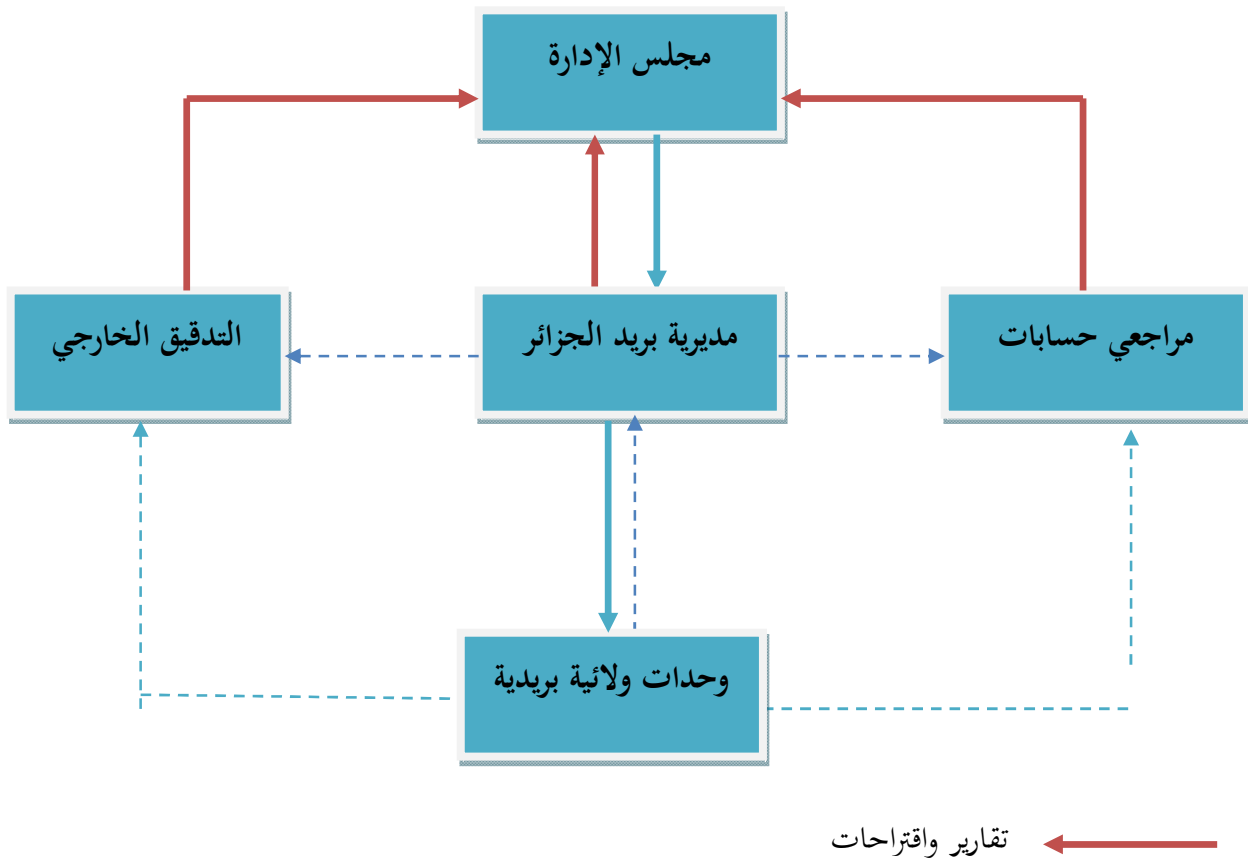 مجلس الإدارة
مراجعي حسابات
مديرية بريد الجزائر
التدقيق الخارجي
وحدات ولائية بريدية
تقارير واقتراحات